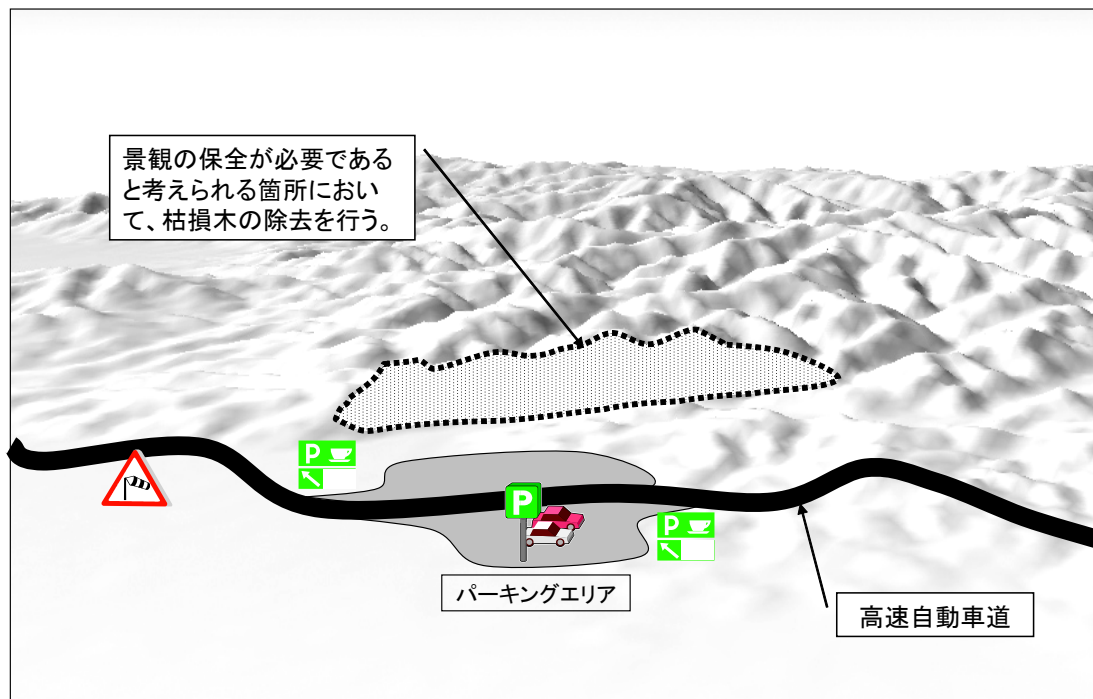 景観の保全が必要である
と考えられる箇所におい
て、枯損木の除去を行う。
P
P
P
パーキングエリア
高速自動車道